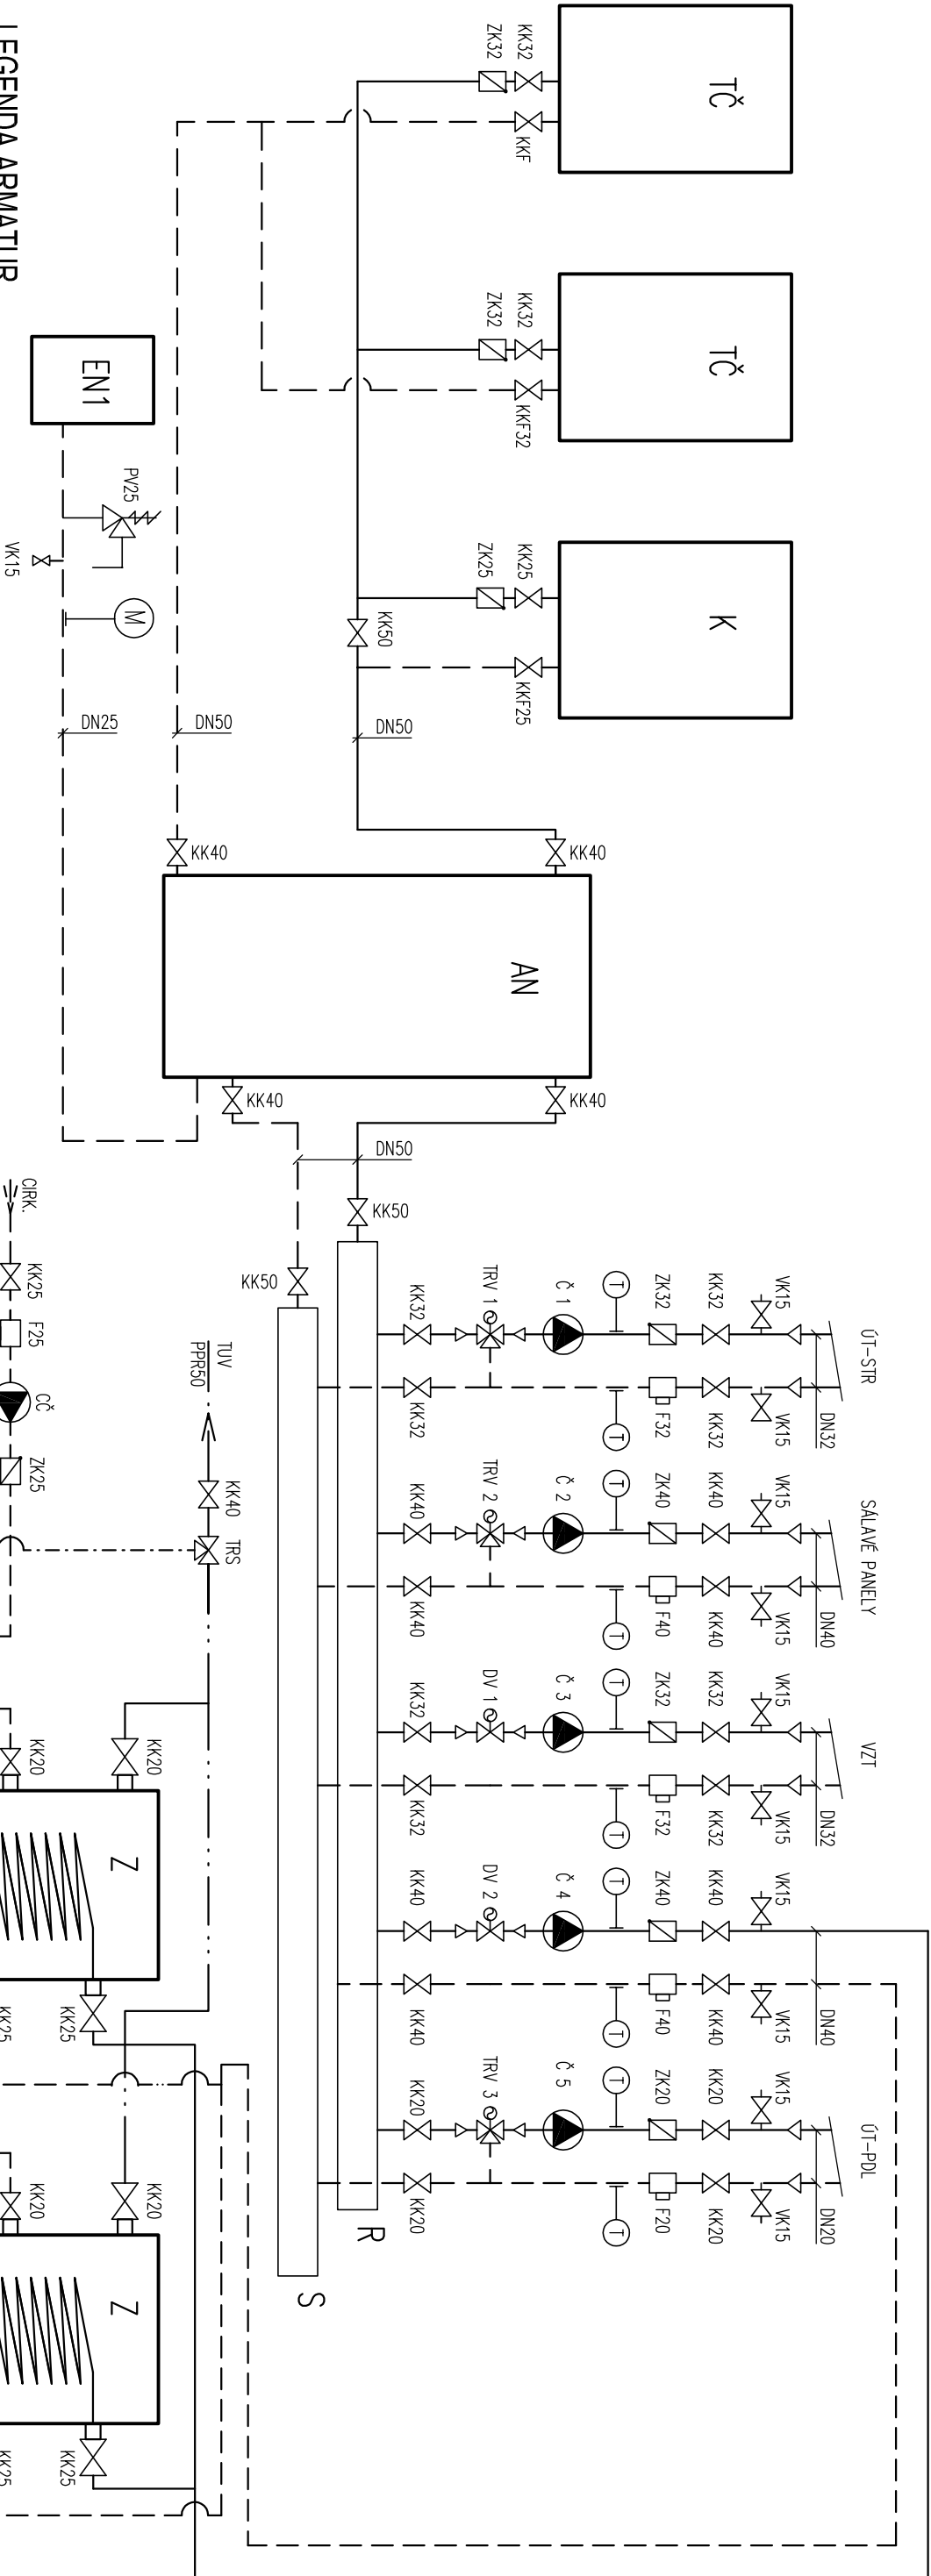 TČ
TČ
K
KK32
ZK32
KKF
KK32
ZK32
KKF32
KK25
ZK25
KKF25
KK50
DN50
DN50
DN25
EN1
PV25
VK15
M
LEGENDA ARMATUR
KK40
KK40
AN
KK40
KK40
DN50
KK50
KK50
ÚT-STR
DN32
VK15
VK15
KK32
KK32
ZK32
F32
T
T
Č 1
TRV 1
KK32
KK32
SÁLAVÉ PANELY
DN40
VK15
VK15
KK40
KK40
ZK40
F40
T
T
Č 2
TRV 2
KK40
KK40
VZT
DN32
VK15
VK15
KK32
KK32
ZK32
F32
T
T
Č 3
DV 1
KK32
KK32
DN40
VK15
VK15
KK40
KK40
ZK40
F40
T
T
Č 4
DV 2
KK40
KK40
ÚT-PDL
DN20
VK15
VK15
KK20
KK20
ZK20
F20
T
T
Č 5
TRV 3
KK20
KK20
R
S
TUV
PPR50
KK40
TRS
CIRK.
KK25
F25
CČ
ZK25
KK20
KK20
Z
KK25
KK25
KK20
KK20
Z
KK25
KK25